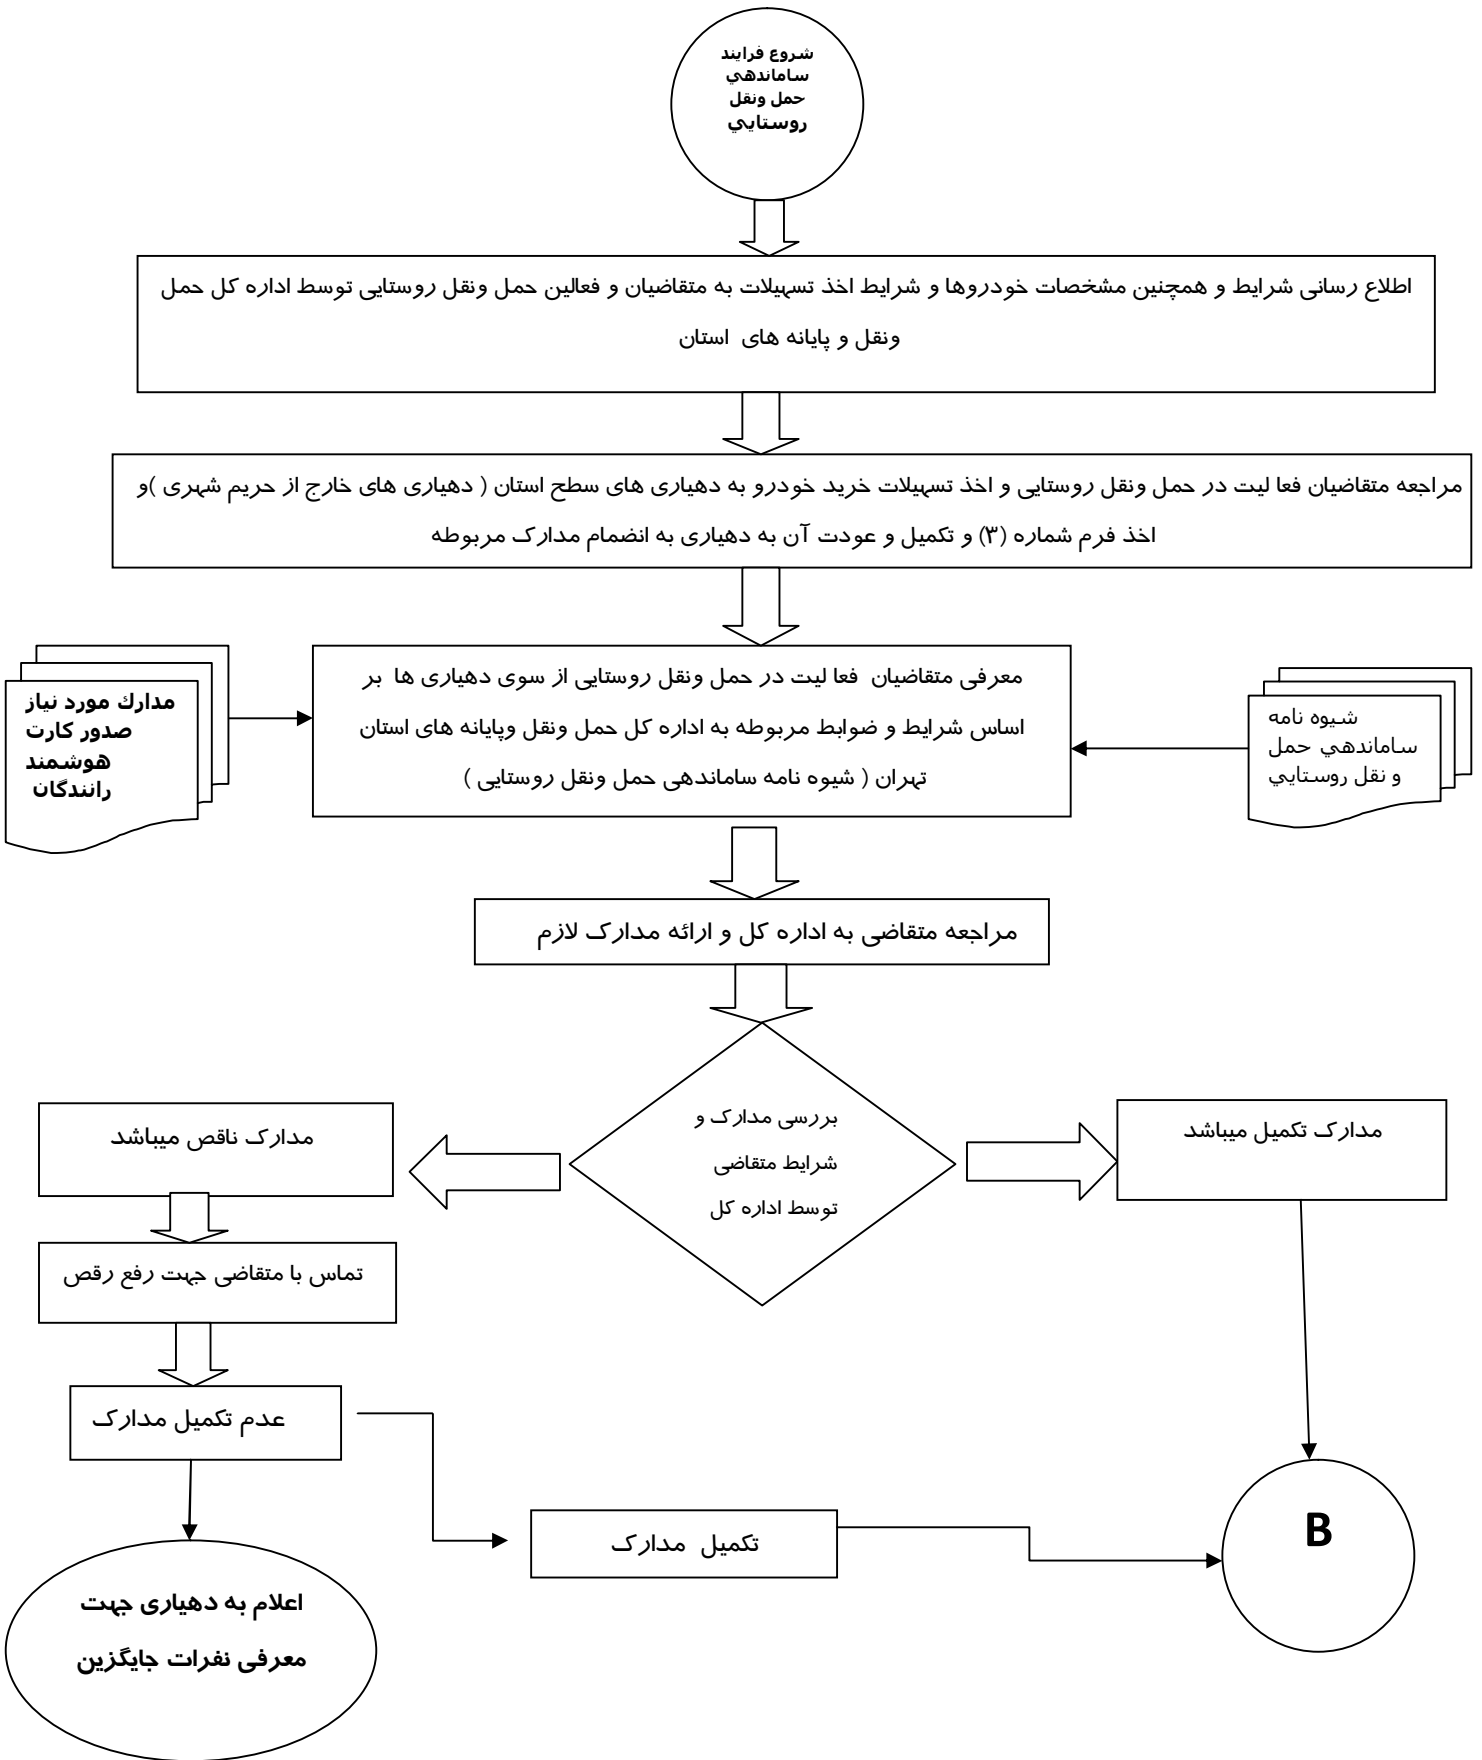 شروع فرايند
ساماندهي
حمل ونقل
روستايي
اطلاع رسانی شرایط و همچنین مشخصات خودروها و شرایط اخذ تسهیلات به متقاضیان و فعالین حمل ونقل روستایی توسط اداره کل حمل
ونقل و پایانه های استان
مراجعه متقاضیان فعا لیت در حمل ونقل روستایی و اخذ تسهیلات خرید خودرو به دهیاری های سطح استان ( دهیاری های خارج از حریم شهری )و
اخذ فرم شماره (۳) و تکمیل و عودت آن به دهیاری به انضمام مدارک مربوطه
مدارك مورد نياز
صدور كارت
هوشمند
رانندگان
معرفی متقاضیان فعا لیت در حمل ونقل روستایی از سوی دهیاری ها بر
اساس شرایط و ضوابط مربوطه به اداره کل حمل ونقل وپایانه های استان
تهران ( شیوه نامه ساماندهی حمل ونقل روستایی )
شيوه نامه
ساماندهي حمل
و نقل روستايي
مراجعه متقاضی به اداره کل و ارائه مدارک لازم
بررسی مدارک و
شرایط متقاضی
توسط اداره کل
مدارک تکمیل میباشد
مدارک ناقص میباشد
تماس با متقاضی جهت رفع رقص
عدم تکمیل مدارک
تکمیل مدارک
B
اعلام به دهیاری جهت
معرفی نفرات جایگزین